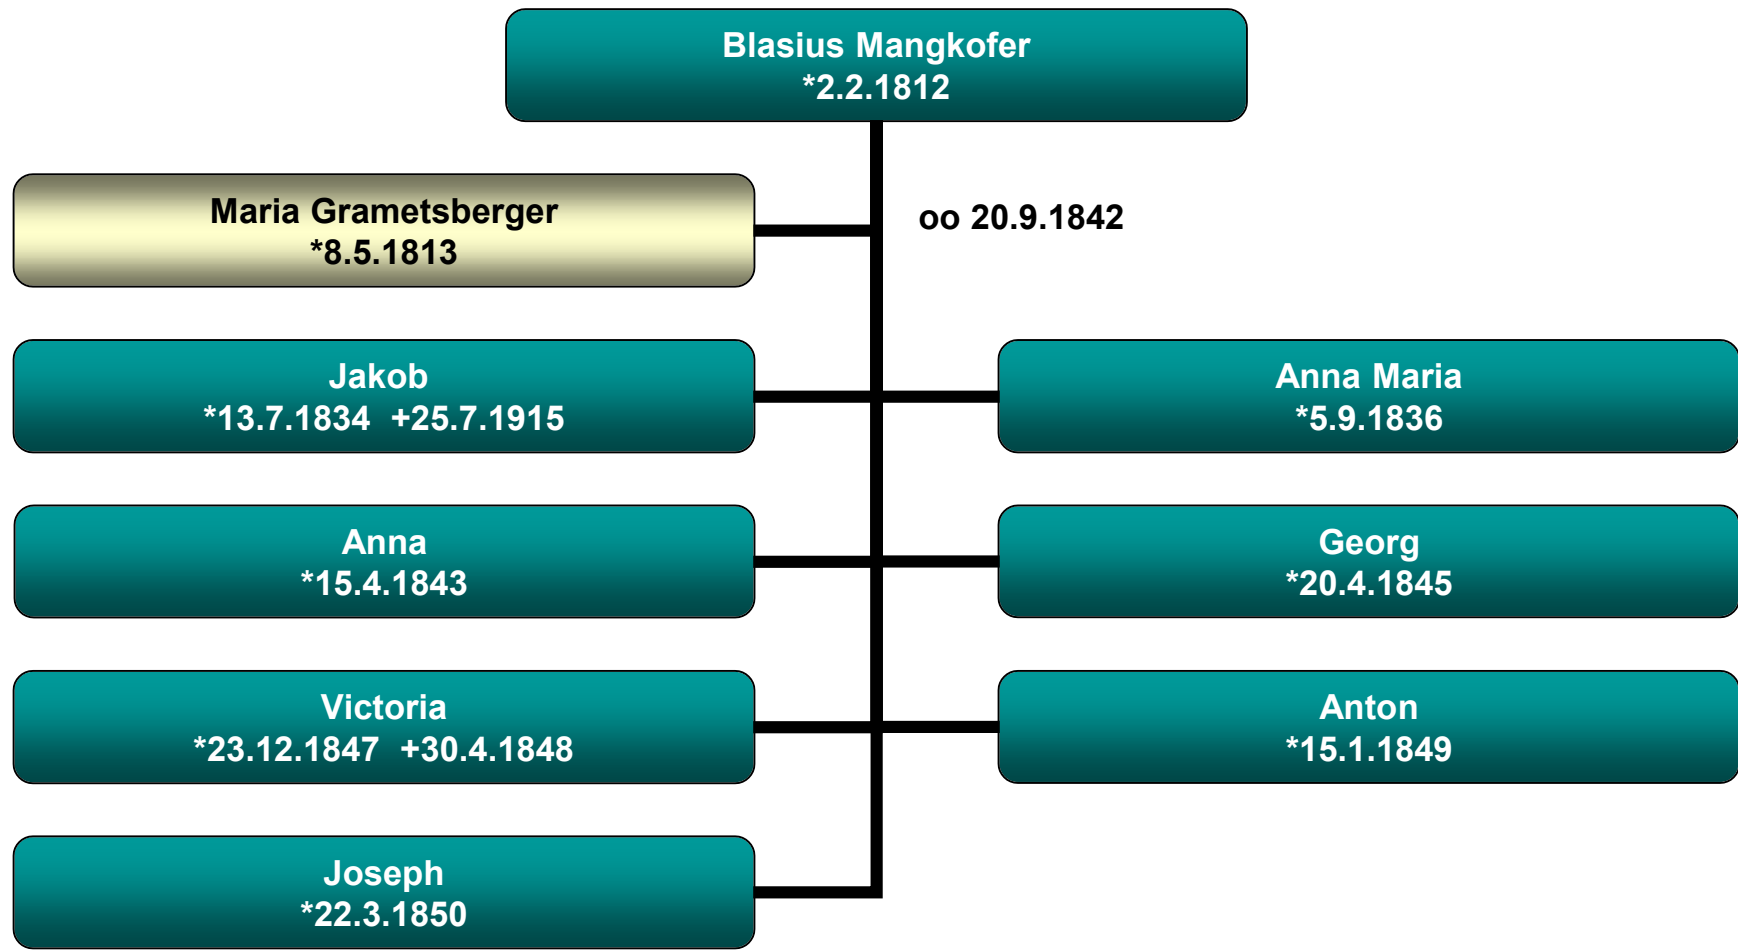 Blasius Mangkofer
*2.2.1812
Maria Grametsberger
*8.5.1813
oo 20.9.1842
Jakob
*13.7.1834  +25.7.1915
Anna Maria
*5.9.1836
Anna
*15.4.1843
Georg
*20.4.1845
Victoria
*23.12.1847  +30.4.1848
Anton
*15.1.1849
Joseph
*22.3.1850